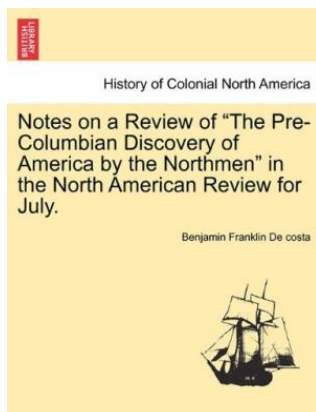 BRITISH
LIBRARY
History of Colonial North America
Notes on a Review of “The Pre-
Columbian Discovery of
America by the Northmen” in
the North American Review for
July.
Benjamin Franklin De costa